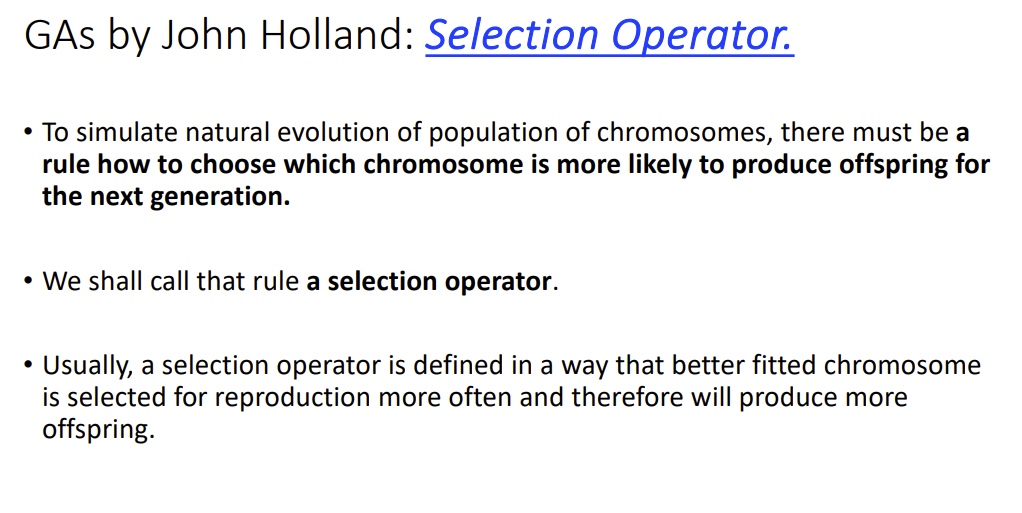 GAs by John Holland: Selection Operator.
• To simulate natural evolution of population of chromosomes, there must be a
rule how to choose which chromosome is more likely to produce offspring for
the next generation.
• We shall call that rule a selection operator.
• Usually, a selection operator is defined in a way that better fitted chromosome
is selected for reproduction more often and therefore will produce more
offspring.